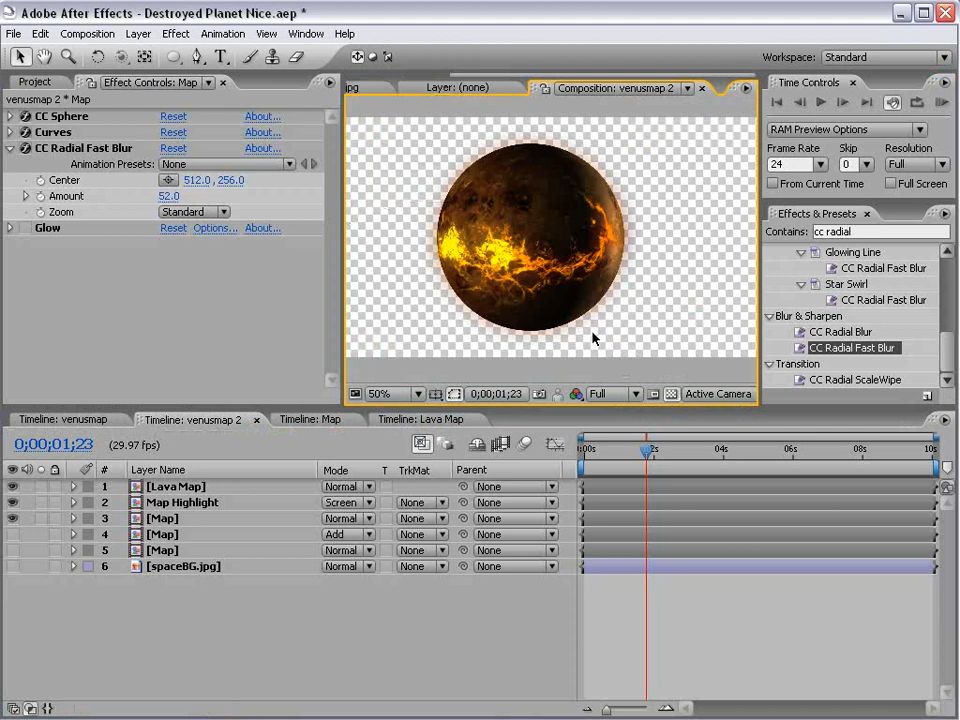 Adobe After Effects - Destroyed Planet Nice.aep *
File Edit Composition Layer Effect Animation View Window Help
Workspace: Standard
Project Effect Controls: Map
jpg Layer: (none) Composition: venusmap 2
Time Controls
venusmap 2 * Map
CC Sphere Reset About...
Curves Reset About...
CC Radial Fast Blur Reset About...
Animation Presets: None
Center 512.0, 256.0
Amount 52.0
Zoom Standard
Glow Reset Options... About...
RAM Preview Options
Frame Rate Skip Resolution
24 0 Full
From Current Time Full Screen
Effects & Presets
Contains: cc radial
Glowing Line
CC Radial Fast Blur
Star Swirl
CC Radial Fast Blur
Blur & Sharpen
CC Radial Blur
CC Radial Fast Blur
Transition
CC Radial ScaleWipe
50% 0;00;01;23 Full Active Camera
Timeline: venusmap Timeline: venusmap 2 Timeline: Map Timeline: Lava Map
0;00;01;23 (29.97 fps)
:00s 2s 04s 06s 08s 10s
# Layer Name Mode T TrkMat Parent
1 [Lava Map] Normal None
2 Map Highlight Screen None None
3 [Map] Normal None None
4 [Map] Add None None
5 [Map] Normal None None
6 [spaceBG.jpg] Normal None None